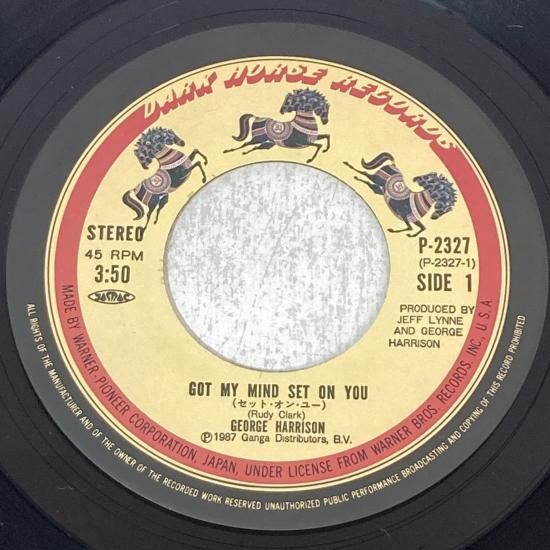 DARK HORSE RECORDS
STEREO
45 RPM
3:50
JASRAC
P-2327
(P-2327-1)
SIDE 1
PRODUCED BY
JEFF LYNNE
AND GEORGE
HARRISON
GOT MY MIND SET ON YOU
(セット・オン・ユー)
(Rudy Clark)
GEORGE HARRISON
Ⓟ1987 Ganga Distributors, B.V.
MADE BY WARNER-PIONEER CORPORATION, JAPAN, UNDER LICENSE FROM WARNER BROS. RECORDS INC. U.S.A.
ALL RIGHTS OF THE MANUFACTURER AND OF THE OWNER OF THE RECORDED WORK RESERVED UNAUTHORIZED PUBLIC PERFORMANCE BROADCASTING AND COPYING OF THIS RECORD PROHIBITED